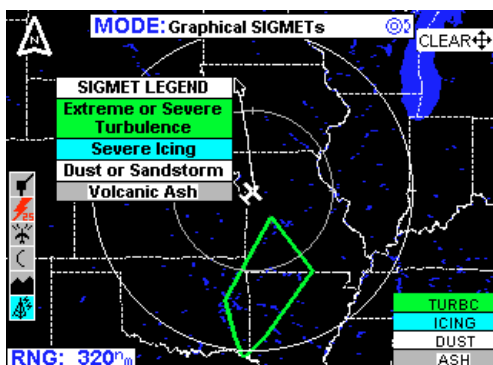 N
MODE: Graphical SIGMETs
CLEAR
SIGMET LEGEND
Extreme or Severe
Turbulence
Severe Icing
Dust or Sandstorm
Volcanic Ash
25
TURBC
ICING
DUST
ASH
RNG: 320nm